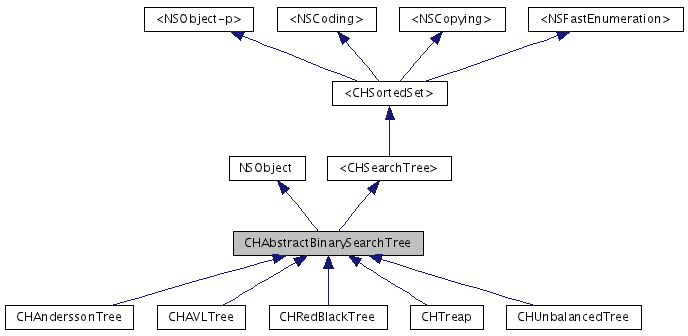 <NSObject-p>
<NSCoding>
<NSCopying>
<NSFastEnumeration>
<CHSortedSet>
NSObject
<CHSearchTree>
CHAbstractBinarySearchTree
CHAnderssonTree
CHAVLTree
CHRedBlackTree
CHTreap
CHUnbalancedTree